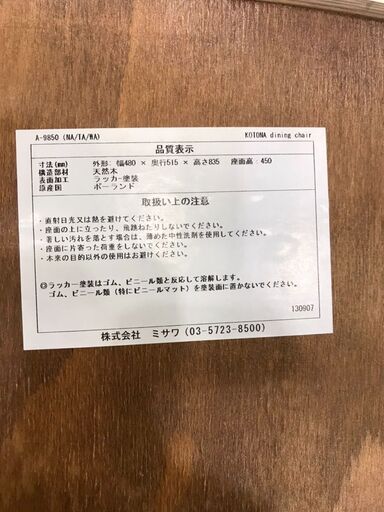 A-9850 (NA/TA/WA) KOTONA dining chair
品質表示
寸法(mm) 外形: 幅480 × 奥行515 × 高さ835 座面高: 450
構造部材 天然木
表面加工 ラッカー塗装
原産国 ポーランド
取扱い上の注意
・直射日光又は熱を避けてください。
・座面の上に立ったり、飛跳ねたりしないでください。
・著しい汚れを落とす場合は、薄めた中性洗剤を使用してください。
・座面に片寄った荷重をしないでください。
・本来の目的以外の使用はお避けください。
◎ラッカー塗装はゴム、ビニール類と反応して溶解します。
ゴム、ビニール類（特にビニールマット）を塗装面に置かないでください。
130907
株式会社 ミサワ (03-5723-8500)